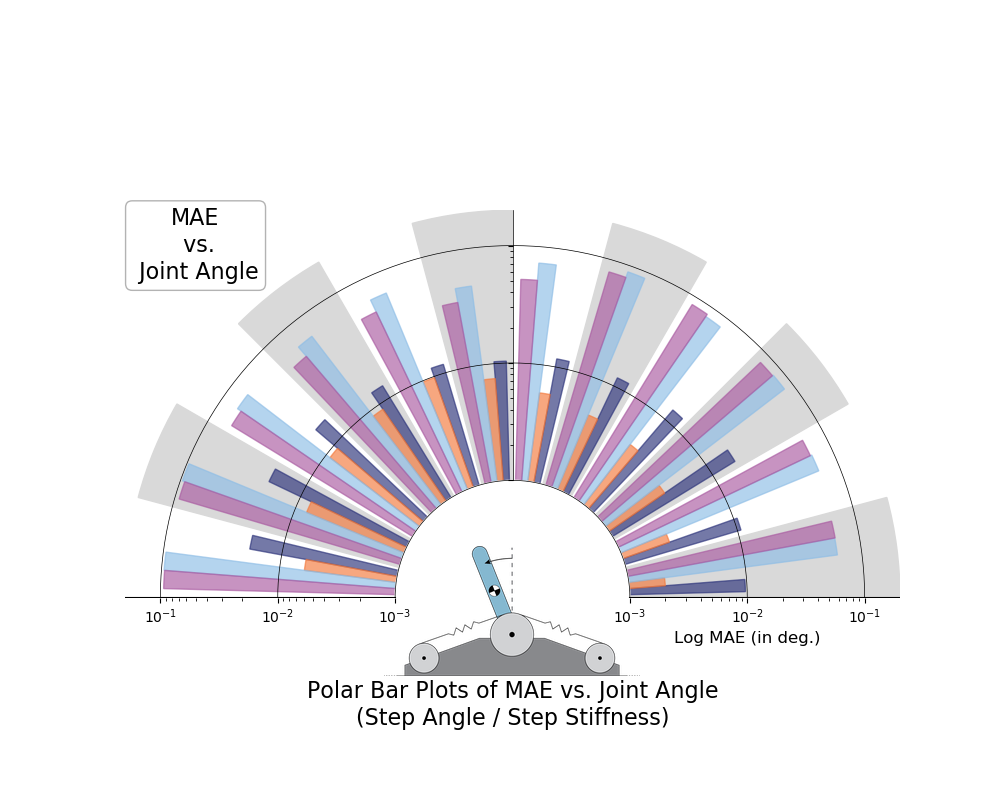 MAE
vs.
Joint Angle
10⁻¹ 10⁻² 10⁻³ 10⁻³ 10⁻² 10⁻¹
Log MAE (in deg.)
Polar Bar Plots of MAE vs. Joint Angle
(Step Angle / Step Stiffness)